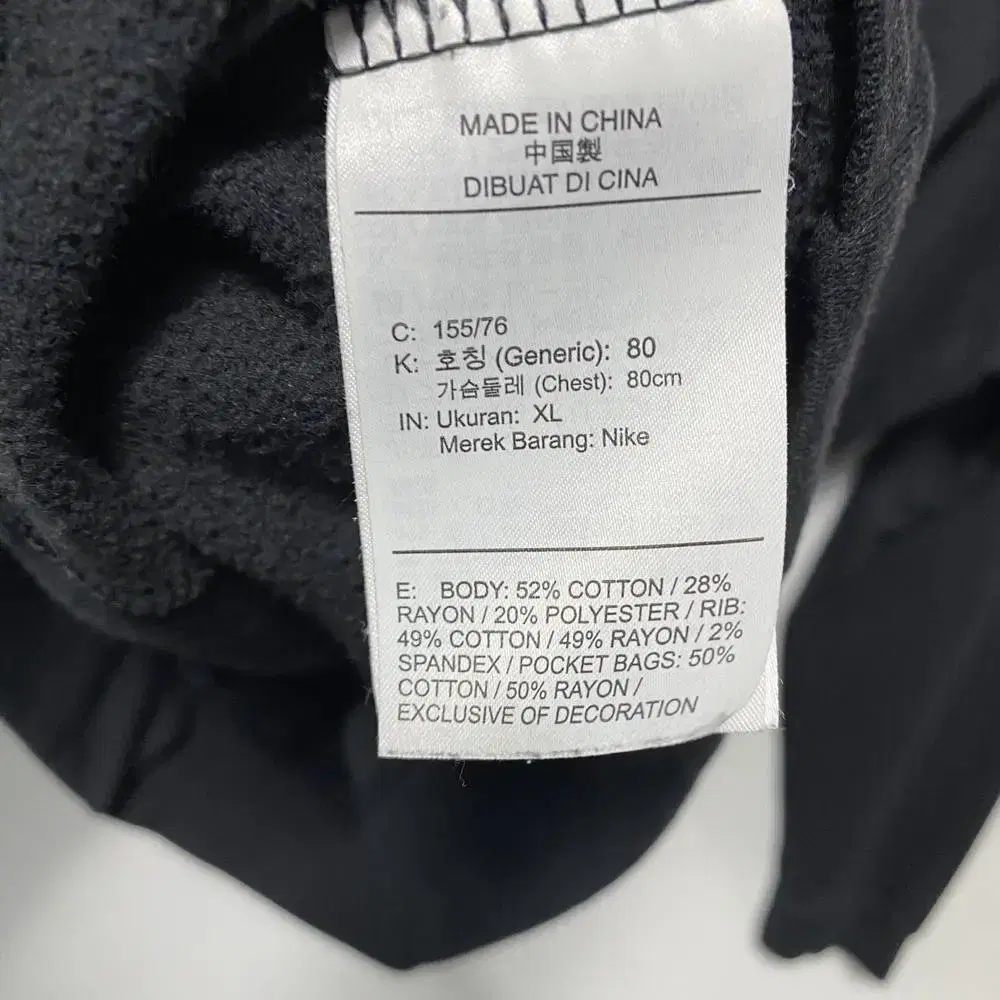 MADE IN CHINA
中国製
DIBUAT DI CINA
C: 155/76
K: 호칭 (Generic): 80
가슴둘레 (Chest): 80cm
IN: Ukuran: XL
Merek Barang: Nike
E: BODY: 52% COTTON / 28%
RAYON / 20% POLYESTER / RIB:
49% COTTON / 49% RAYON / 2%
SPANDEX / POCKET BAGS: 50%
COTTON / 50% RAYON /
EXCLUSIVE OF DECORATION